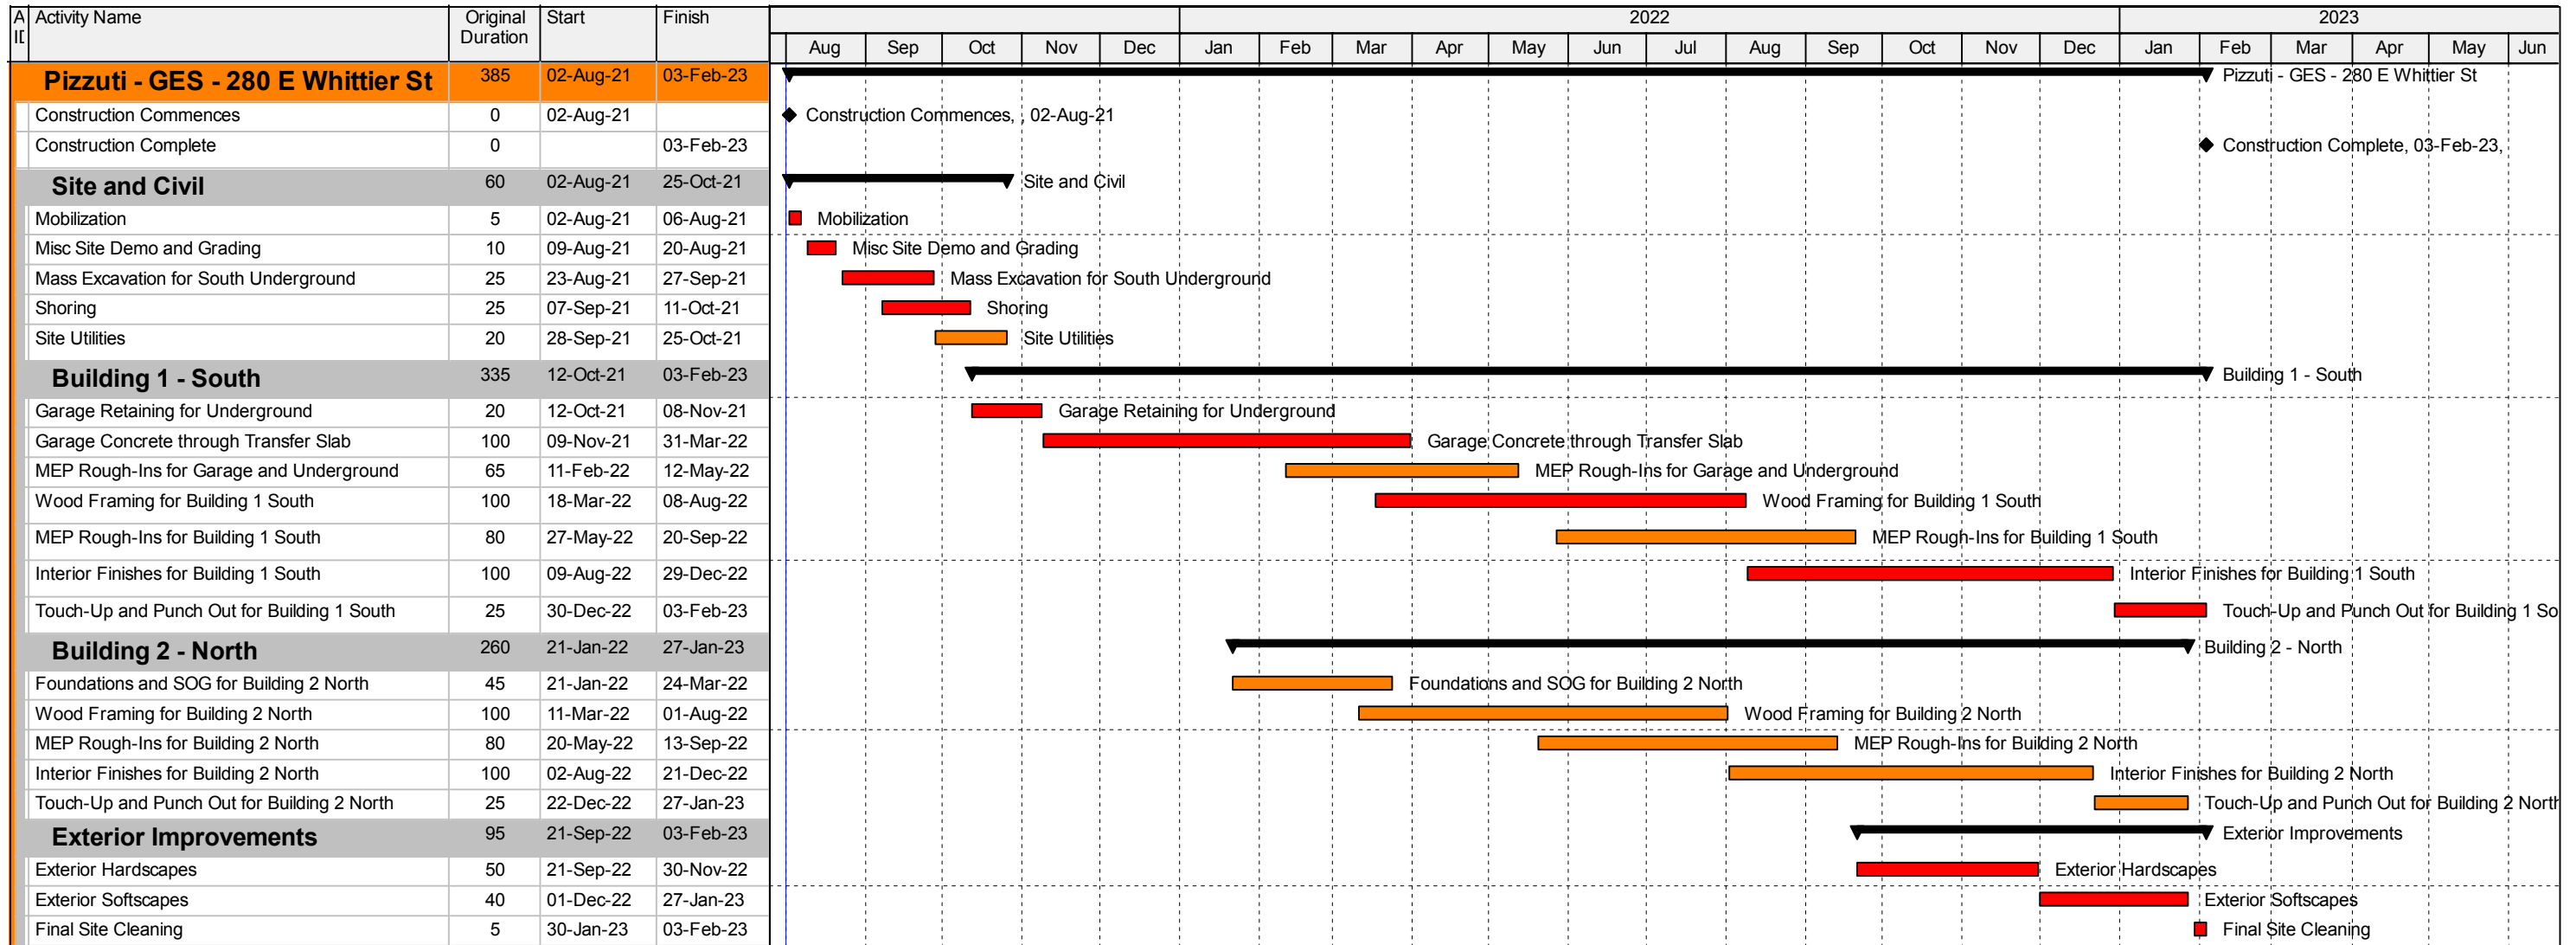 A Activity Name Original Start Finish 2022 2023
ID Duration Aug Sep Oct Nov Dec Jan Feb Mar Apr May Jun Jul Aug Sep Oct Nov Dec Jan Feb Mar Apr May Jun
Pizzuti - GES - 280 E Whittier St 385 02-Aug-21 03-Feb-23 Pizzuti - GES - 280 E Whittier St
Construction Commences 0 02-Aug-21 Construction Commences, , 02-Aug-21
Construction Complete 0 03-Feb-23 Construction Complete, 03-Feb-23,
Site and Civil 60 02-Aug-21 25-Oct-21 Site and Civil
Mobilization 5 02-Aug-21 06-Aug-21 Mobilization
Misc Site Demo and Grading 10 09-Aug-21 20-Aug-21 Misc Site Demo and Grading
Mass Excavation for South Underground 25 23-Aug-21 27-Sep-21 Mass Excavation for South Underground
Shoring 25 07-Sep-21 11-Oct-21 Shoring
Site Utilities 20 28-Sep-21 25-Oct-21 Site Utilities
Building 1 - South 335 12-Oct-21 03-Feb-23 Building 1 - South
Garage Retaining for Underground 20 12-Oct-21 08-Nov-21 Garage Retaining for Underground
Garage Concrete through Transfer Slab 100 09-Nov-21 31-Mar-22 Garage Concrete through Transfer Slab
MEP Rough-Ins for Garage and Underground 65 11-Feb-22 12-May-22 MEP Rough-Ins for Garage and Underground
Wood Framing for Building 1 South 100 18-Mar-22 08-Aug-22 Wood Framing for Building 1 South
MEP Rough-Ins for Building 1 South 80 27-May-22 20-Sep-22 MEP Rough-Ins for Building 1 South
Interior Finishes for Building 1 South 100 09-Aug-22 29-Dec-22 Interior Finishes for Building 1 South
Touch-Up and Punch Out for Building 1 South 25 30-Dec-22 03-Feb-23 Touch-Up and Punch Out for Building 1 So
Building 2 - North 260 21-Jan-22 27-Jan-23 Building 2 - North
Foundations and SOG for Building 2 North 45 21-Jan-22 24-Mar-22 Foundations and SOG for Building 2 North
Wood Framing for Building 2 North 100 11-Mar-22 01-Aug-22 Wood Framing for Building 2 North
MEP Rough-Ins for Building 2 North 80 20-May-22 13-Sep-22 MEP Rough-Ins for Building 2 North
Interior Finishes for Building 2 North 100 02-Aug-22 21-Dec-22 Interior Finishes for Building 2 North
Touch-Up and Punch Out for Building 2 North 25 22-Dec-22 27-Jan-23 Touch-Up and Punch Out for Building 2 North
Exterior Improvements 95 21-Sep-22 03-Feb-23 Exterior Improvements
Exterior Hardscapes 50 21-Sep-22 30-Nov-22 Exterior Hardscapes
Exterior Softscapes 40 01-Dec-22 27-Jan-23 Exterior Softscapes
Final Site Cleaning 5 30-Jan-23 03-Feb-23 Final Site Cleaning